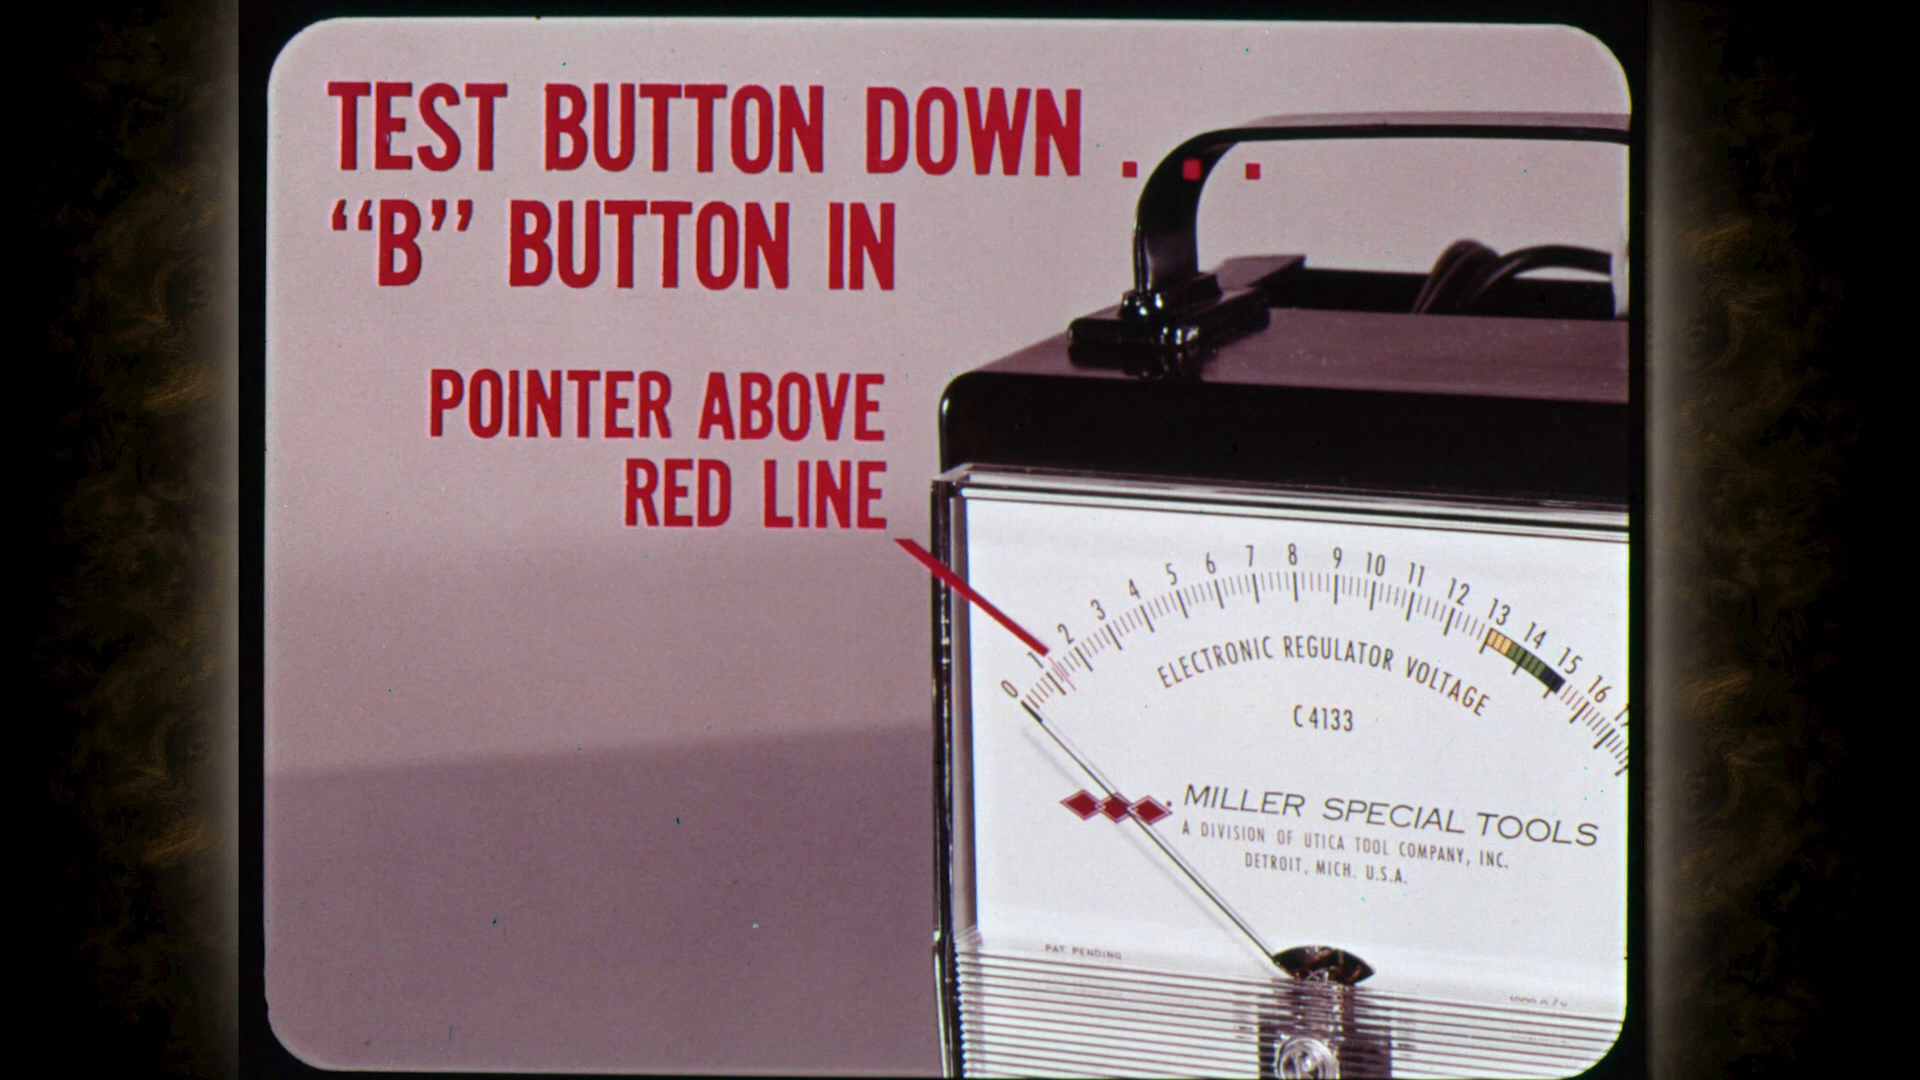 TEST BUTTON DOWN . . .
“B” BUTTON IN
POINTER ABOVE
RED LINE
0 1 2 3 4 5 6 7 8 9 10 11 12 13 14 15 16
ELECTRONIC REGULATOR VOLTAGE
C4133
MILLER SPECIAL TOOLS
A DIVISION OF UTICA TOOL COMPANY, INC.
DETROIT, MICH. U.S.A.
PAT. PENDING